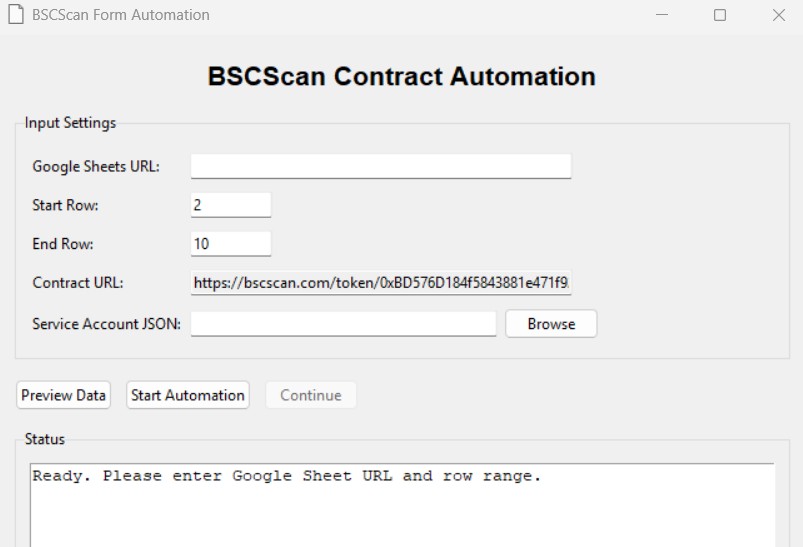 BSCScan Form Automation
BSCScan Contract Automation
Input Settings
Google Sheets URL:
Start Row: 2
End Row: 10
Contract URL: https://bscscan.com/token/0xBD576D184f5843881e471f9
Service Account JSON: Browse
Preview Data Start Automation Continue
Status
Ready. Please enter Google Sheet URL and row range.